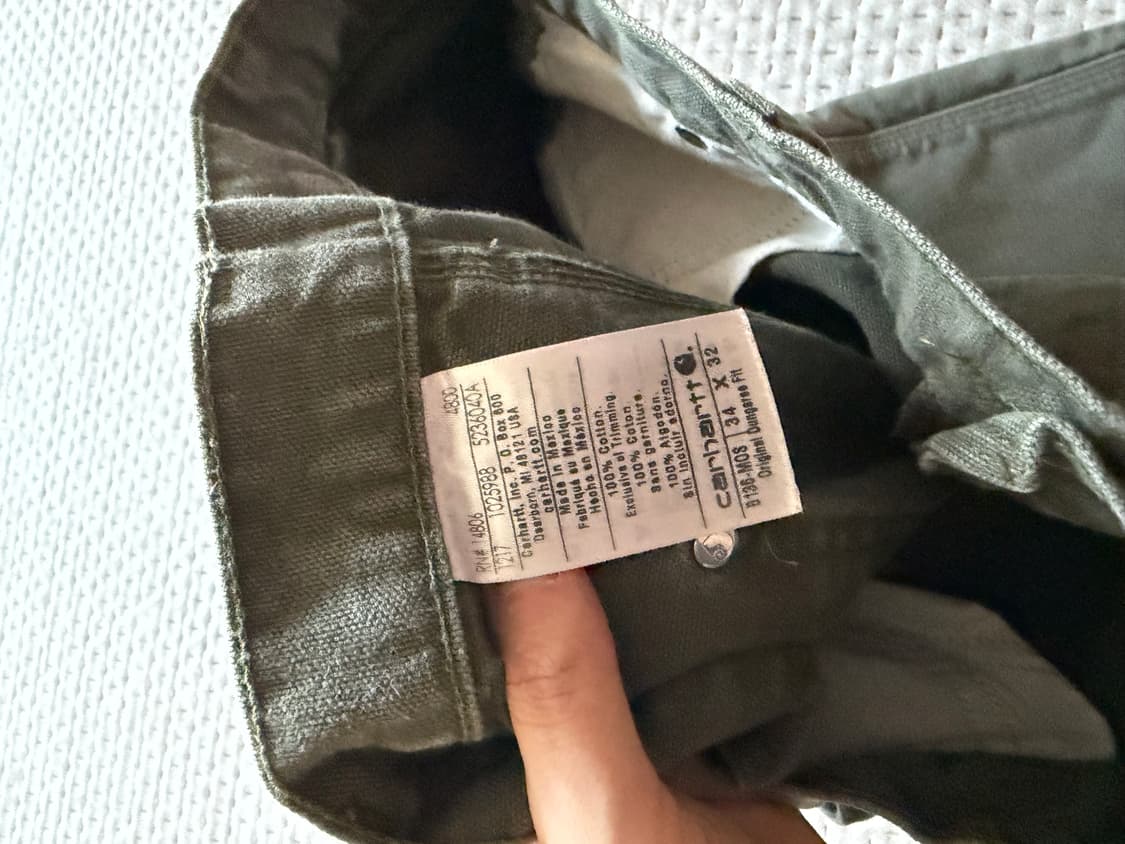 RN# 14806 4800
T217 1025988 5236040A
Carhartt, Inc. P. O. Box 600
Dearborn, MI 48121 USA
carhartt.com
Made in Mexico
Fabriqué au Mexique
Hecho en México
100% Cotton.
Exclusive of Trimming.
100% Coton.
Sans garniture.
100% Algodón.
Sin incluir adorno.
carhartt
B136-MOS 34 X 32
Original Dungaree Fit